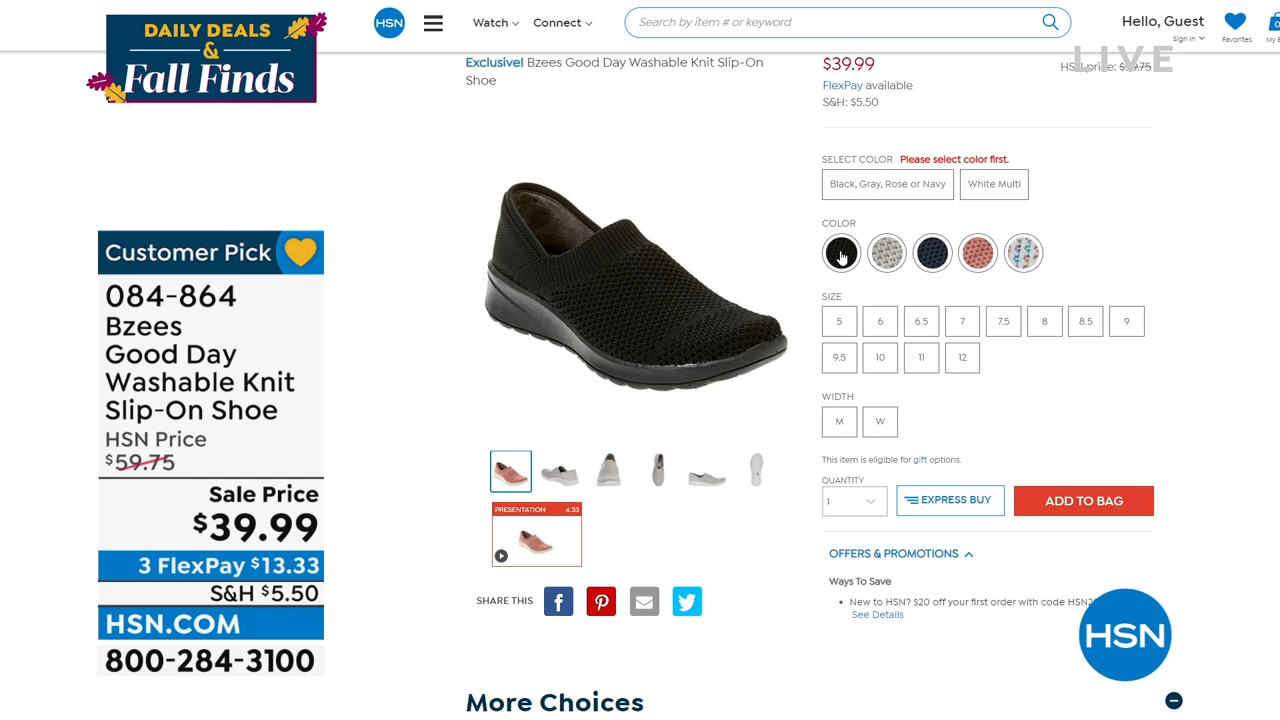 DAILY DEALS
&
Fall Finds
HSN
Watch
Connect
Search by item # or keyword
Hello, Guest
Sign In
Favorites
0
LIVE
Exclusive! Bzees Good Day Washable Knit Slip-On
Shoe
$39.99
FlexPay available
S&H: $5.50
SELECT COLOR Please select color first.
Black, Gray, Rose or Navy
White Multi
COLOR
SIZE
5
6
6.5
7
7.5
8
8.5
9
9.5
10
11
12
WIDTH
M
W
This item is eligible for gift options.
QUANTITY
1
EXPRESS BUY
ADD TO BAG
OFFERS & PROMOTIONS
Ways To Save
• New to HSN? $20 off your first order with code
See Details
HSN
Customer Pick
084-864
Bzees
Good Day
Washable Knit
Slip-On Shoe
HSN Price
$59.75
Sale Price
$39.99
3 FlexPay $13.33
S&H $5.50
HSN.COM
800-284-3100
PRESENTATION 4:33
SHARE THIS
More Choices